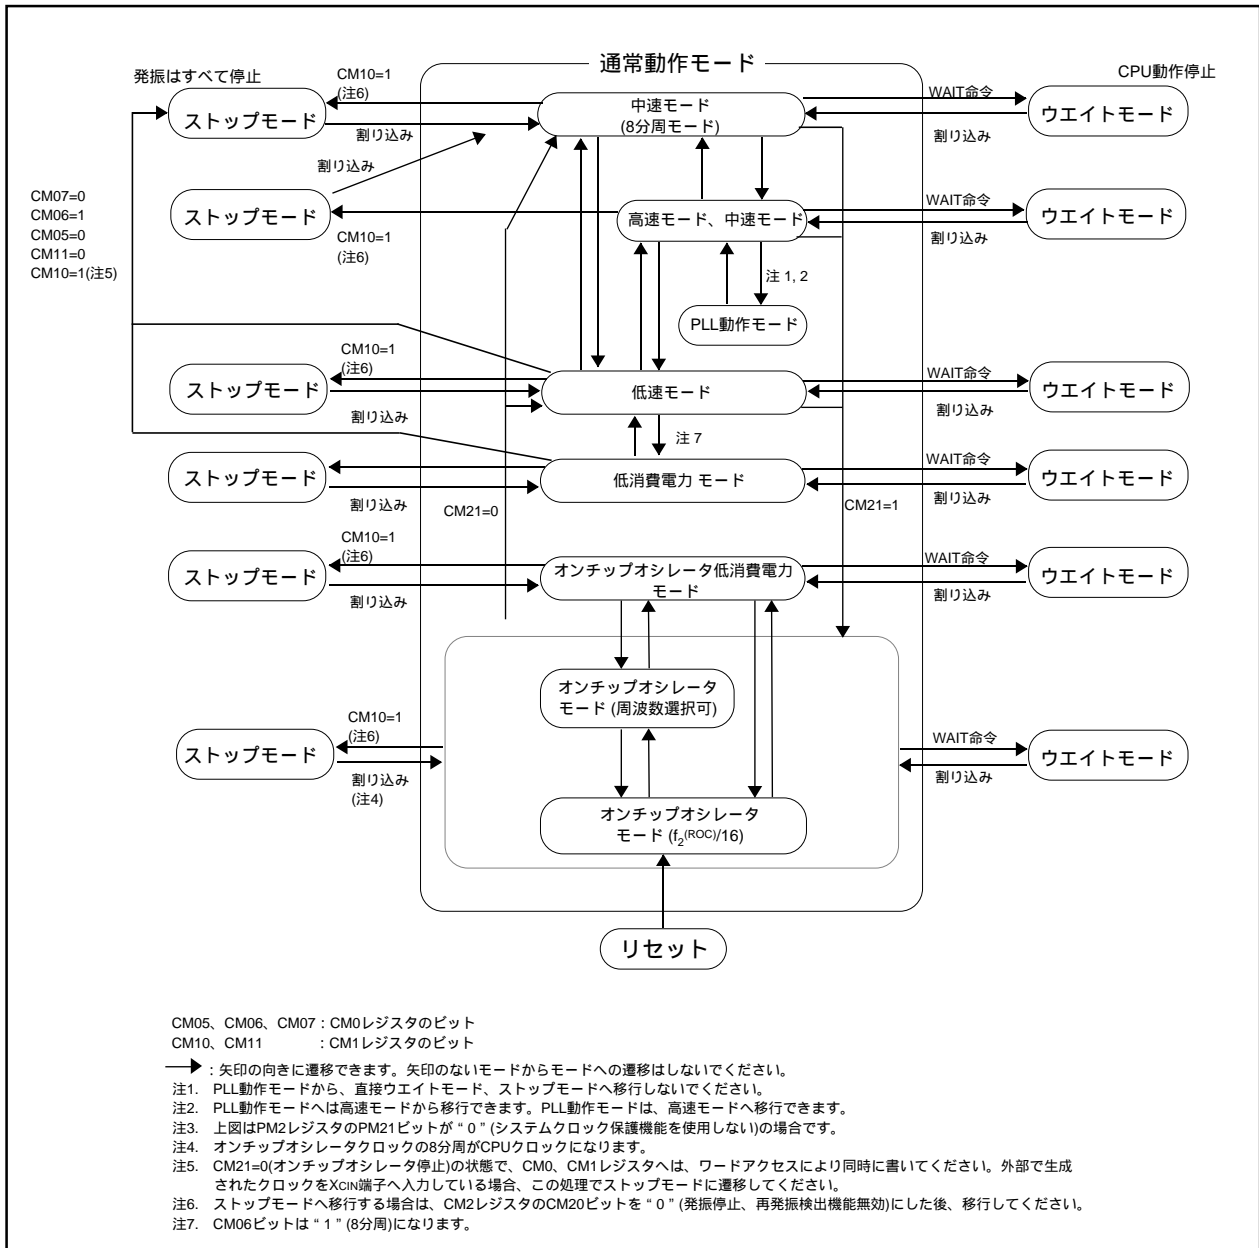 通常動作モード
発振はすべて停止
CPU動作停止
CM10=1
(注6)
ストップモード
割り込み
中速モード
(8分周モード)
WAIT命令
割り込み
ウエイトモード
割り込み
CM07=0
CM06=1
CM05=0
CM11=0
CM10=1(注5)
ストップモード
CM10=1
(注6)
高速モード、中速モード
WAIT命令
割り込み
ウエイトモード
注 1, 2
PLL動作モード
CM10=1
(注6)
ストップモード
割り込み
低速モード
WAIT命令
割り込み
ウエイトモード
注 7
ストップモード
割り込み
低消費電力 モード
WAIT命令
割り込み
ウエイトモード
CM21=0
CM21=1
CM10=1
(注6)
ストップモード
割り込み
オンチップオシレータ低消費電力
モード
WAIT命令
割り込み
ウエイトモード
オンチップオシレータ
モード (周波数選択可)
CM10=1
(注6)
ストップモード
割り込み
(注4)
WAIT命令
割り込み
ウエイトモード
オンチップオシレータ
モード (f2(ROC)/16)
リセット
CM05、CM06、CM07 : CM0レジスタのビット
CM10、CM11 : CM1レジスタのビット
: 矢印の向きに遷移できます。矢印のないモードからモードへの遷移はしないでください。
注1. PLL動作モードから、直接ウエイトモード、ストップモードへ移行しないでください。
注2. PLL動作モードへは高速モードから移行できます。PLL動作モードは、高速モードへ移行できます。
注3. 上図はPM2レジスタのPM21ビットが “ 0 ” (システムクロック保護機能を使用しない)の場合です。
注4. オンチップオシレータクロックの8分周がCPUクロックになります。
注5. CM21=0(オンチップオシレータ停止)の状態で、CM0、CM1レジスタへは、ワードアクセスにより同時に書いてください。外部で生成
されたクロックをXCIN端子へ入力している場合、この処理でストップモードに遷移してください。
注6. ストップモードへ移行する場合は、CM2レジスタのCM20ビットを “ 0 ” (発振停止、再発振検出機能無効)にした後、移行してください。
注7. CM06ビットは “ 1 ” (8分周)になります。